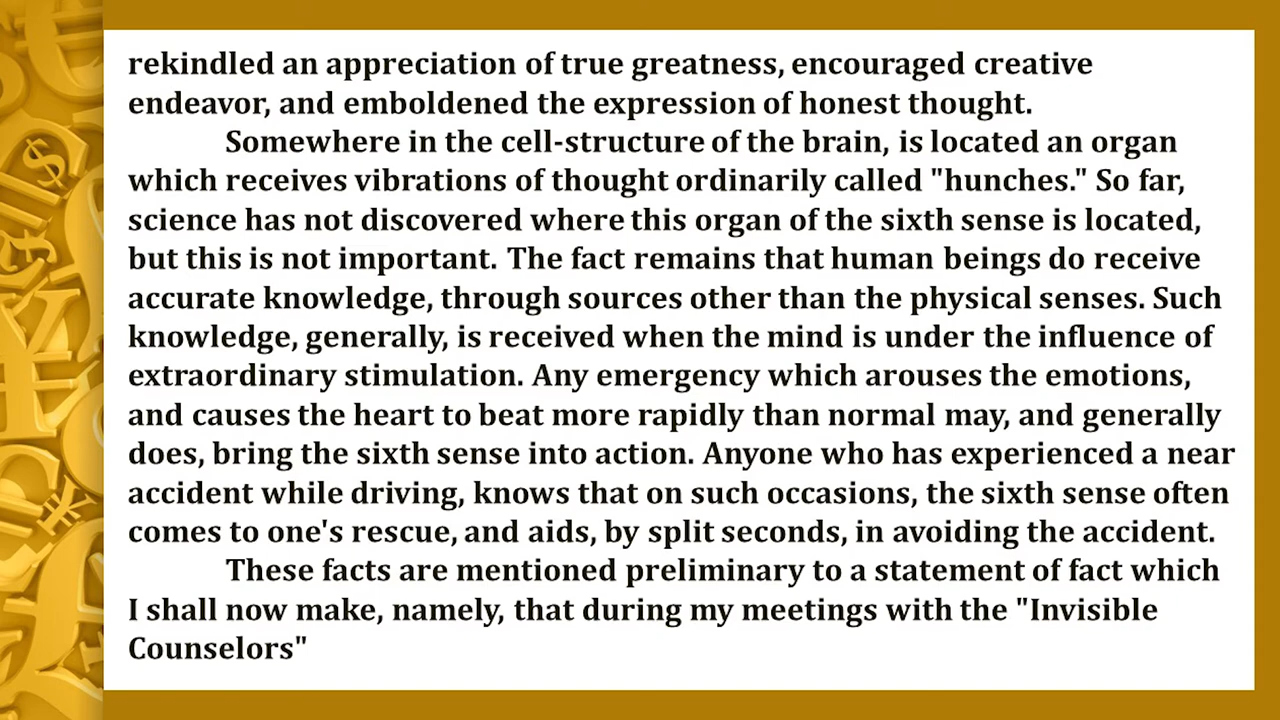 rekindled an appreciation of true greatness, encouraged creative
endeavor, and emboldened the expression of honest thought.
Somewhere in the cell-structure of the brain, is located an organ
which receives vibrations of thought ordinarily called "hunches." So far,
science has not discovered where this organ of the sixth sense is located,
but this is not important. The fact remains that human beings do receive
accurate knowledge, through sources other than the physical senses. Such
knowledge, generally, is received when the mind is under the influence of
extraordinary stimulation. Any emergency which arouses the emotions,
and causes the heart to beat more rapidly than normal may, and generally
does, bring the sixth sense into action. Anyone who has experienced a near
accident while driving, knows that on such occasions, the sixth sense often
comes to one's rescue, and aids, by split seconds, in avoiding the accident.
These facts are mentioned preliminary to a statement of fact which
I shall now make, namely, that during my meetings with the "Invisible
Counselors"